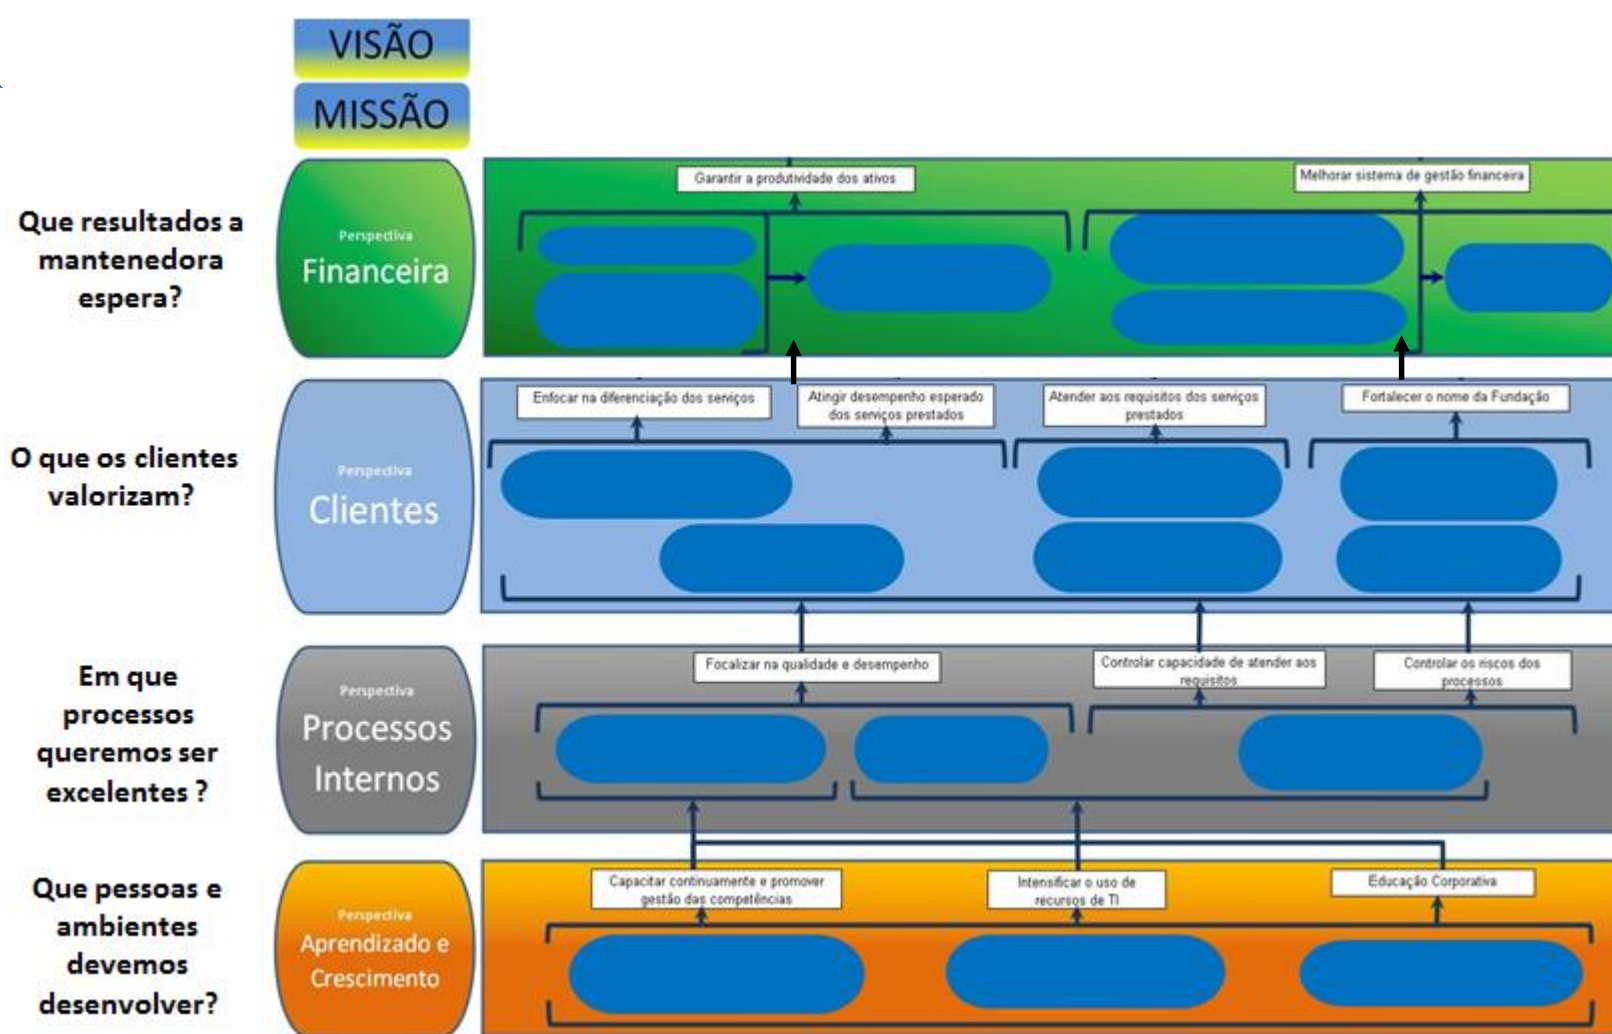 VISÃO
MISSÃO
Que resultados a
mantenedora
espera?
Perspectiva
Financeira
Garantir a produtividade dos ativos
Melhorar sistema de gestão financeira
O que os clientes
valorizam?
Perspectiva
Clientes
Enfocar na diferenciação dos serviços
Atingir desempenho esperado
dos serviços prestados
Atender aos requisitos dos serviços
prestados
Fortalecer o nome da Fundação
Em que
processos
queremos ser
excelentes ?
Perspectiva
Processos
Internos
Focalizar na qualidade e desempenho
Controlar capacidade de atender aos
requisitos
Controlar os riscos dos
processos
Que pessoas e
ambientes
devemos
desenvolver?
Perspectiva
Aprendizado e
Crescimento
Capacitar continuamente e promover
gestão das competências
Intensificar o uso de
recursos de TI
Educação Corporativa